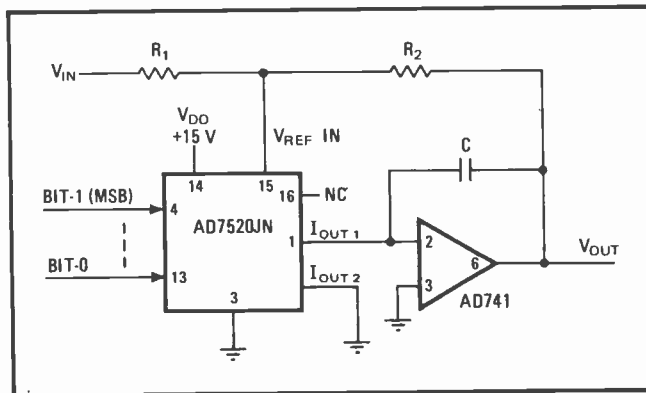 R1
R2
VIN
VDD
+15 V
VREF IN
C
14
15
16
NC
BIT-1 (MSB)
4
AD7520JN
1
IOUT 1
2
BIT-0
13
IOUT 2
3
3
6
VOUT
AD741